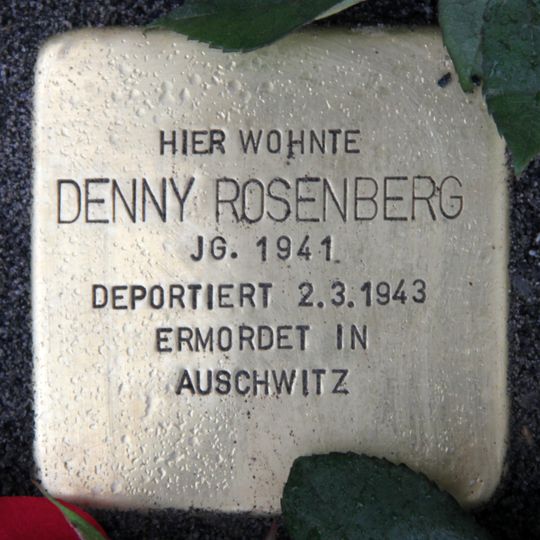 HIER WOHNTE
DENNY ROSENBERG
JG. 1941
DEPORTIERT 2.3.1943
ERMORDET IN
AUSCHWITZ